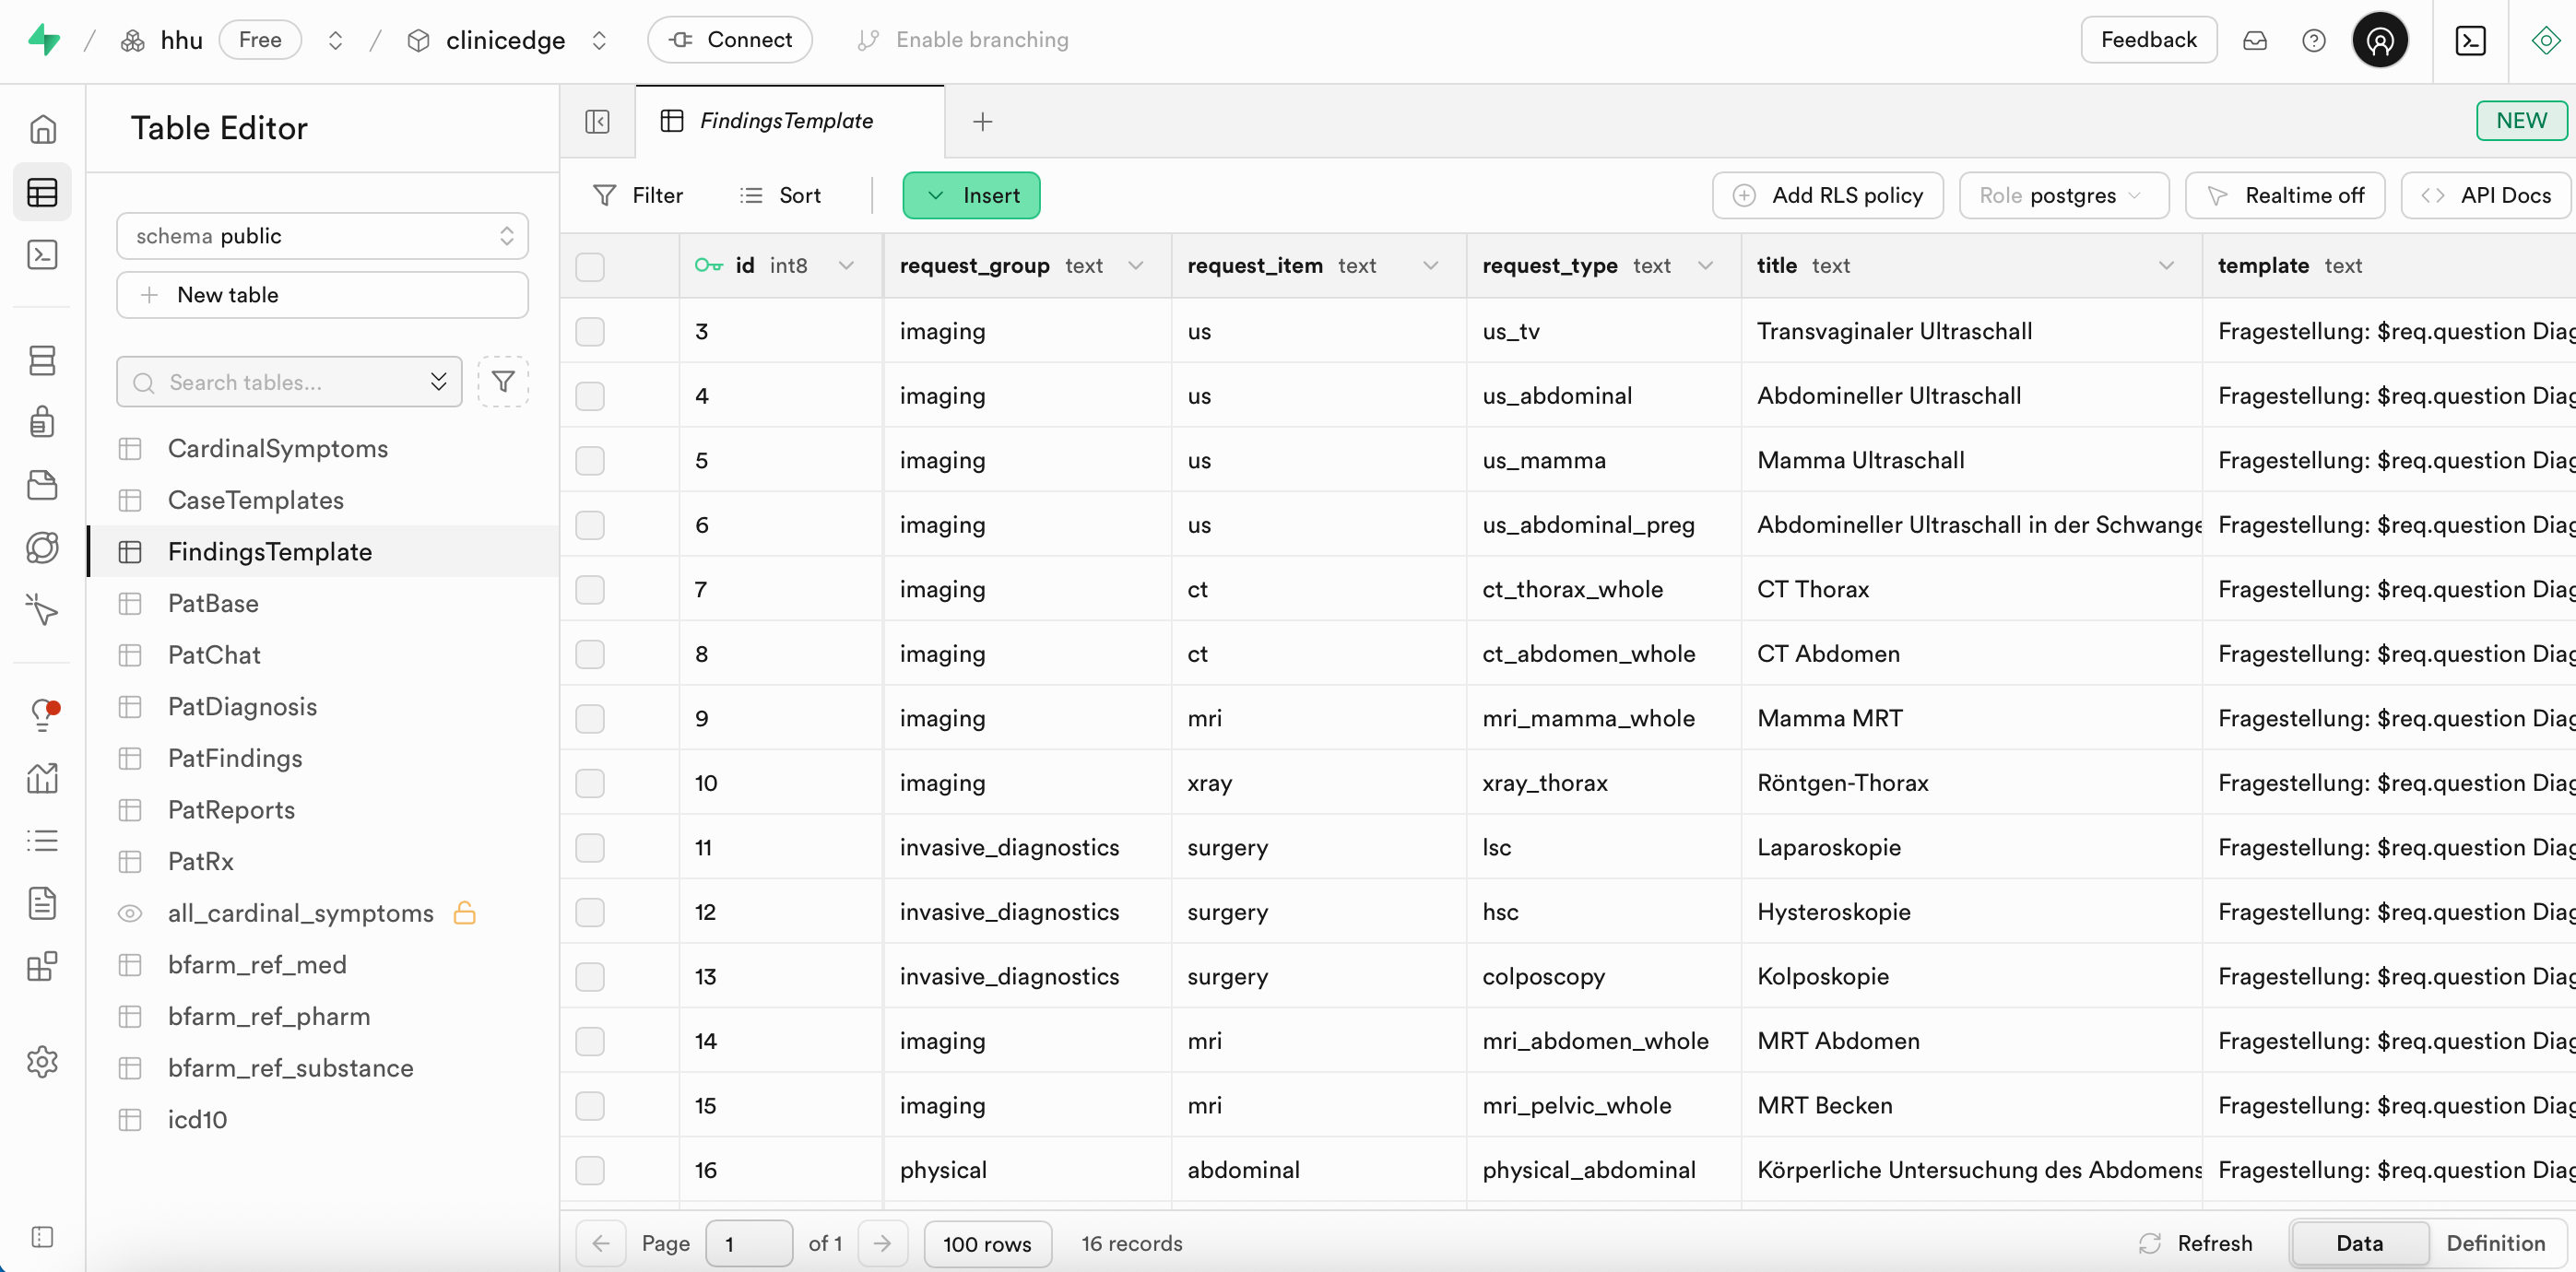 / hhu Free / clinicedge Connect Enable branching Feedback
Table Editor
FindingsTemplate
NEW
schema public
New table
Search tables...
CardinalSymptoms
CaseTemplates
FindingsTemplate
PatBase
PatChat
PatDiagnosis
PatFindings
PatReports
PatRx
all_cardinal_symptoms
bfarm_ref_med
bfarm_ref_pharm
bfarm_ref_substance
icd10
Filter Sort Insert Add RLS policy Role postgres Realtime off API Docs
id int8 request_group text request_item text request_type text title text template text
3 imaging us us_tv Transvaginaler Ultraschall Fragestellung: $req.question Diag
4 imaging us us_abdominal Abdomineller Ultraschall Fragestellung: $req.question Diag
5 imaging us us_mamma Mamma Ultraschall Fragestellung: $req.question Diag
6 imaging us us_abdominal_preg Abdomineller Ultraschall in der Schwange Fragestellung: $req.question Diag
7 imaging ct ct_thorax_whole CT Thorax Fragestellung: $req.question Diag
8 imaging ct ct_abdomen_whole CT Abdomen Fragestellung: $req.question Diag
9 imaging mri mri_mamma_whole Mamma MRT Fragestellung: $req.question Diag
10 imaging xray xray_thorax Röntgen-Thorax Fragestellung: $req.question Diag
11 invasive_diagnostics surgery lsc Laparoskopie Fragestellung: $req.question Diag
12 invasive_diagnostics surgery hsc Hysteroskopie Fragestellung: $req.question Diag
13 invasive_diagnostics surgery colposcopy Kolposkopie Fragestellung: $req.question Diag
14 imaging mri mri_abdomen_whole MRT Abdomen Fragestellung: $req.question Diag
15 imaging mri mri_pelvic_whole MRT Becken Fragestellung: $req.question Diag
16 physical abdominal physical_abdominal Körperliche Untersuchung des Abdomens Fragestellung: $req.question Diag
Page 1 of 1 100 rows 16 records Refresh Data Definition